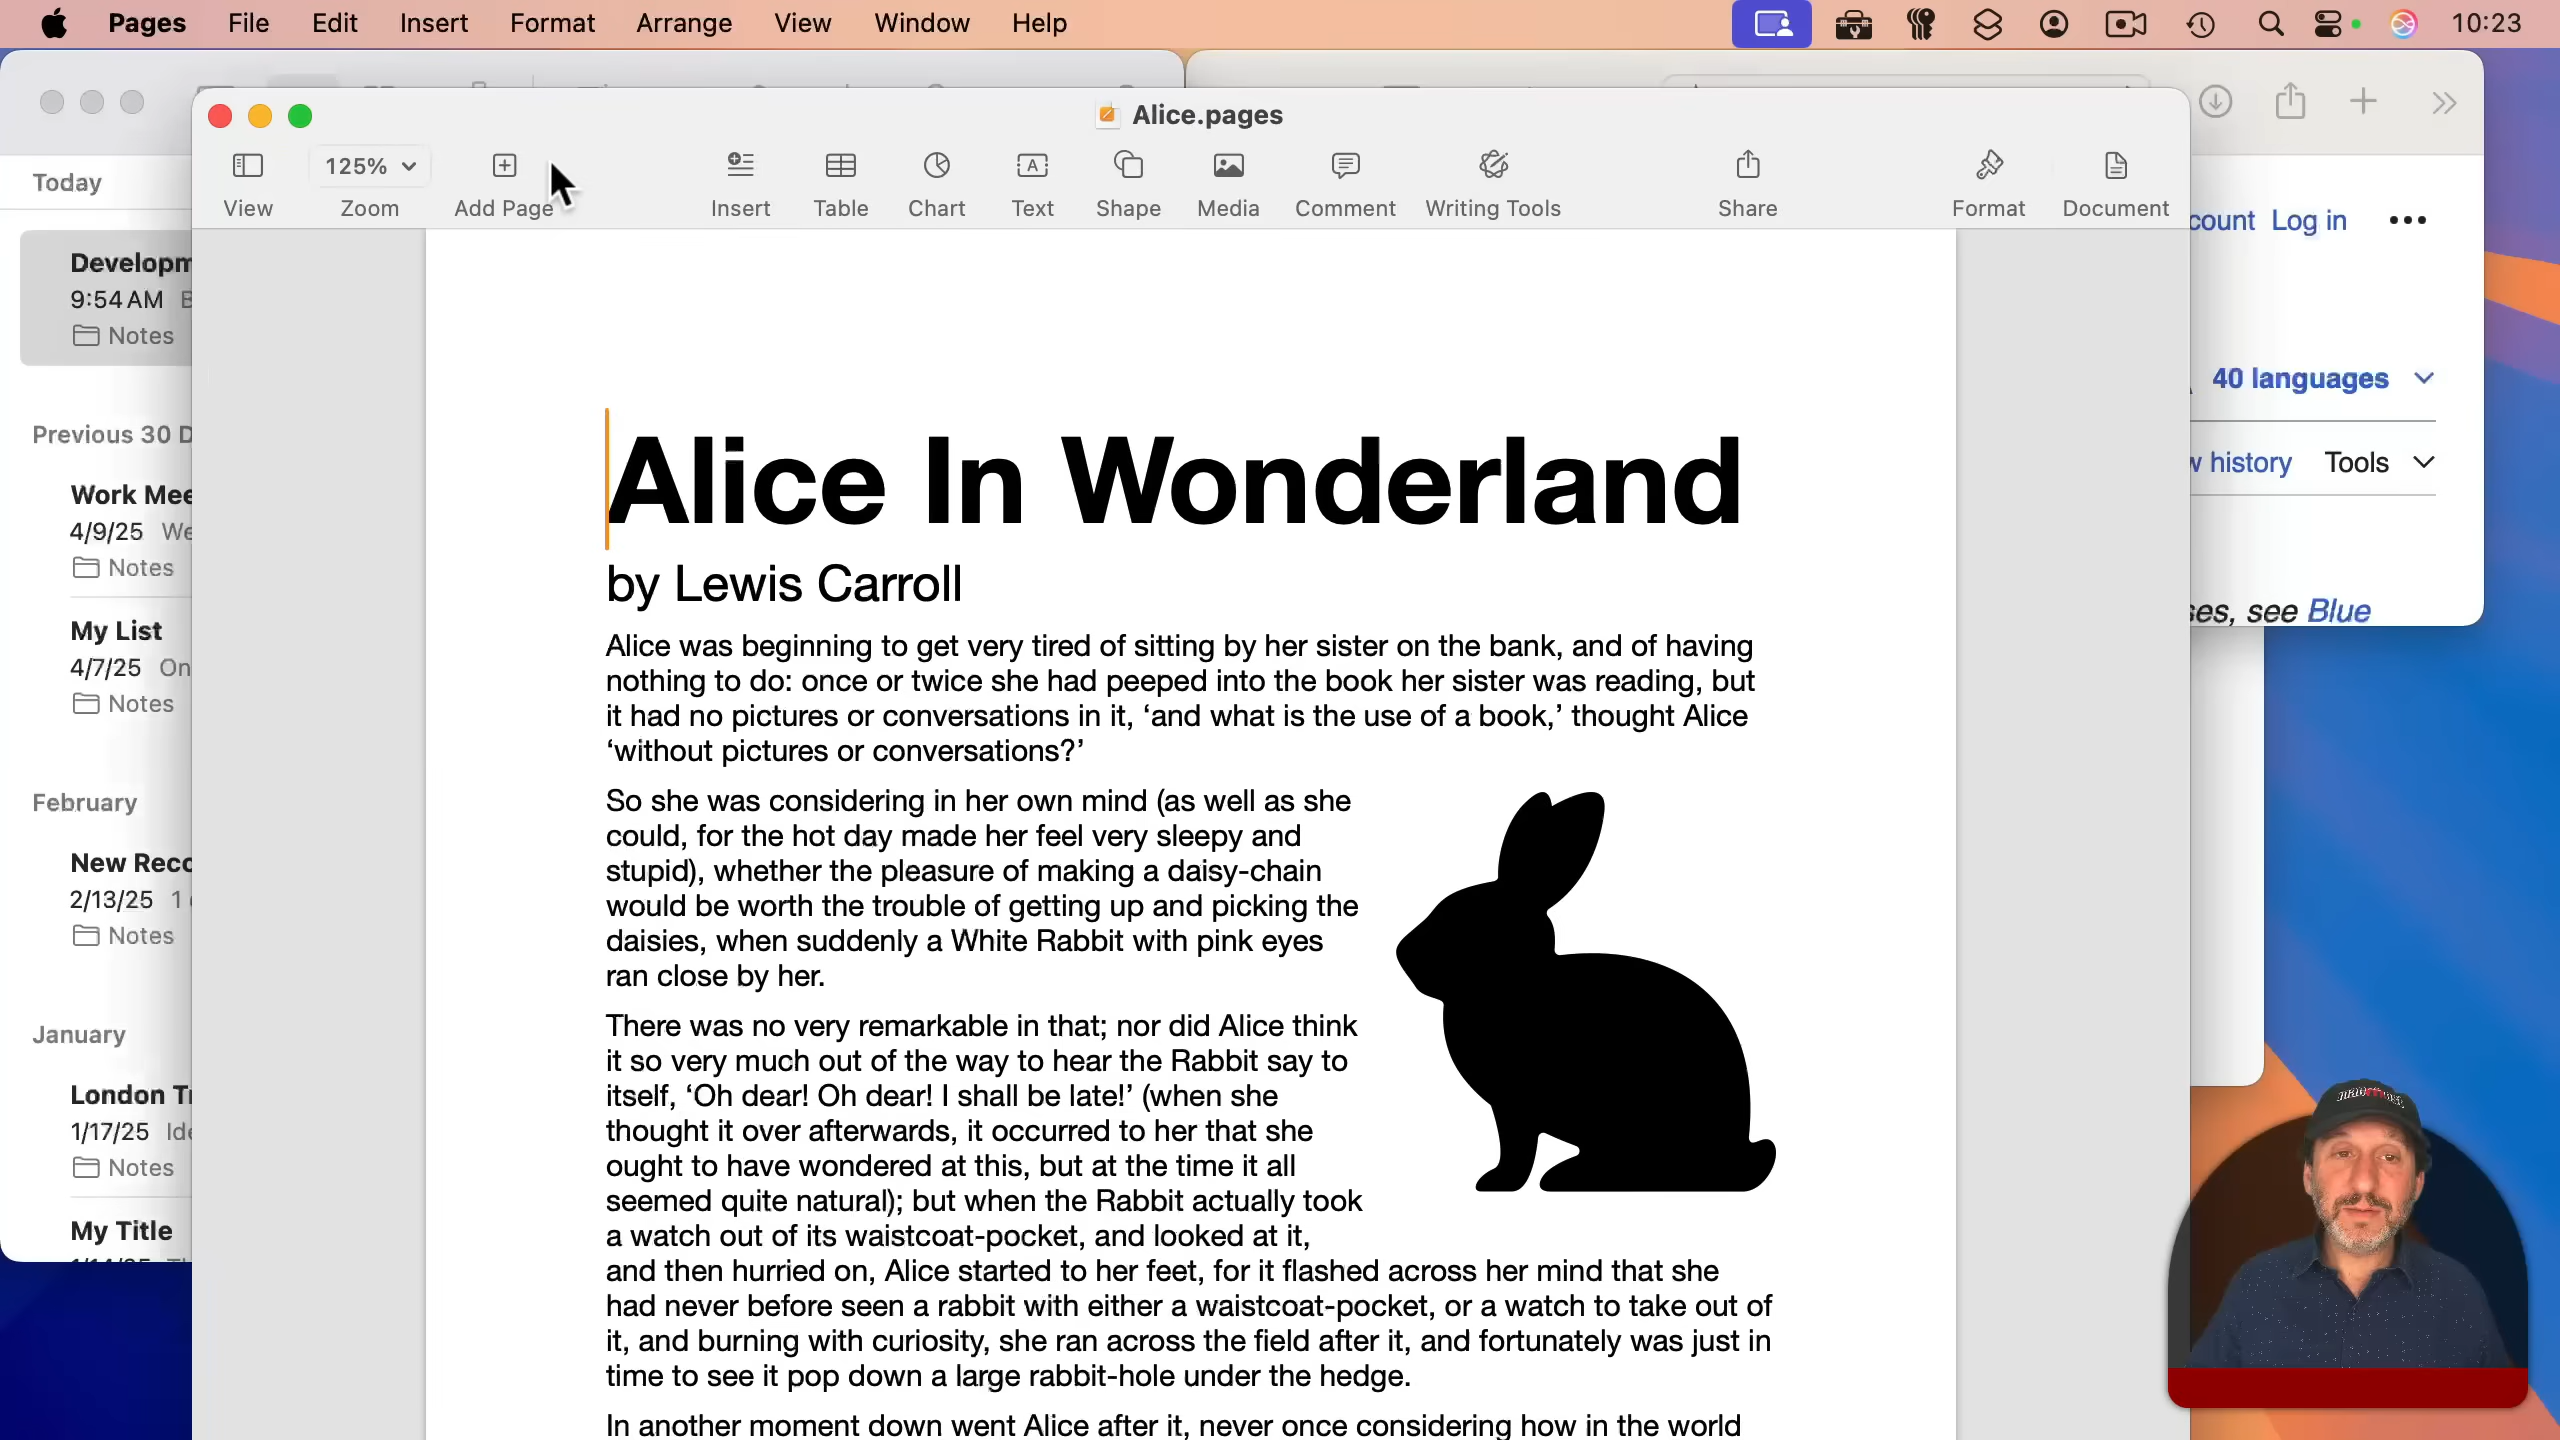 Pages File Edit Insert Format Arrange View Window Help 10:23
Alice.pages
125%
View Zoom Add Page Insert Table Chart Text Shape Media Comment Writing Tools Share Format Document
Today
Developm
9:54 AM
Notes
Previous 30 D
Work Mee
4/9/25 We
Notes
My List
4/7/25 On
Notes
February
New Reco
2/13/25 1
Notes
January
London Tr
1/17/25 Ide
Notes
My Title
Alice In Wonderland
by Lewis Carroll
Alice was beginning to get very tired of sitting by her sister on the bank, and of having
nothing to do: once or twice she had peeped into the book her sister was reading, but
it had no pictures or conversations in it, ‘and what is the use of a book,’ thought Alice
‘without pictures or conversations?’
So she was considering in her own mind (as well as she
could, for the hot day made her feel very sleepy and
stupid), whether the pleasure of making a daisy-chain
would be worth the trouble of getting up and picking the
daisies, when suddenly a White Rabbit with pink eyes
ran close by her.
There was no very remarkable in that; nor did Alice think
it so very much out of the way to hear the Rabbit say to
itself, ‘Oh dear! Oh dear! I shall be late!’ (when she
thought it over afterwards, it occurred to her that she
ought to have wondered at this, but at the time it all
seemed quite natural); but when the Rabbit actually took
a watch out of its waistcoat-pocket, and looked at it,
and then hurried on, Alice started to her feet, for it flashed across her mind that she
had never before seen a rabbit with either a waistcoat-pocket, or a watch to take out of
it, and burning with curiosity, she ran across the field after it, and fortunately was just in
time to see it pop down a large rabbit-hole under the hedge.
In another moment down went Alice after it, never once considering how in the world
count Log in
40 languages
w history Tools
ses, see Blue